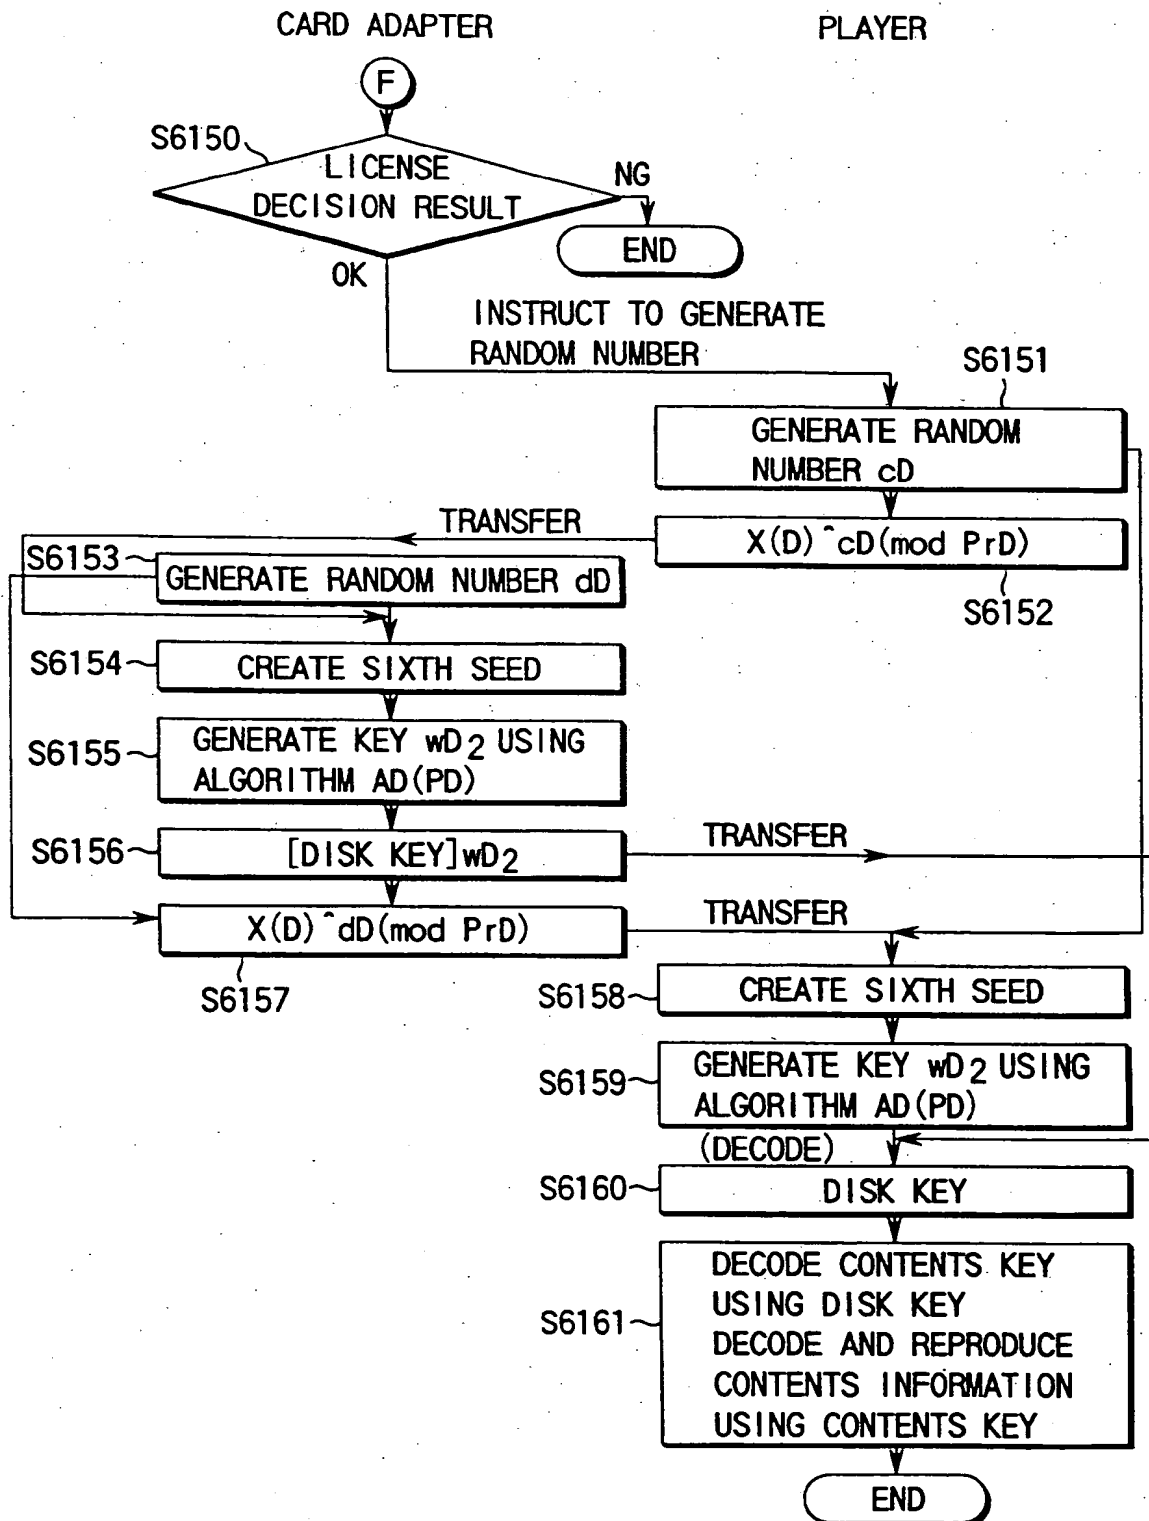 CARD ADAPTER
PLAYER
F
S6150
LICENSE
DECISION RESULT
NG
END
OK
INSTRUCT TO GENERATE
RANDOM NUMBER
S6151
GENERATE RANDOM
NUMBER cD
TRANSFER
X(D)^cD(mod PrD)
S6152
S6153
GENERATE RANDOM NUMBER dD
S6154
CREATE SIXTH SEED
S6155
GENERATE KEY wD2 USING
ALGORITHM AD(PD)
S6156
[DISK KEY]wD2
TRANSFER
X(D)^dD(mod PrD)
TRANSFER
S6157
S6158
CREATE SIXTH SEED
S6159
GENERATE KEY wD2 USING
ALGORITHM AD(PD)
(DECODE)
S6160
DISK KEY
S6161
DECODE CONTENTS KEY
USING DISK KEY
DECODE AND REPRODUCE
CONTENTS INFORMATION
USING CONTENTS KEY
END